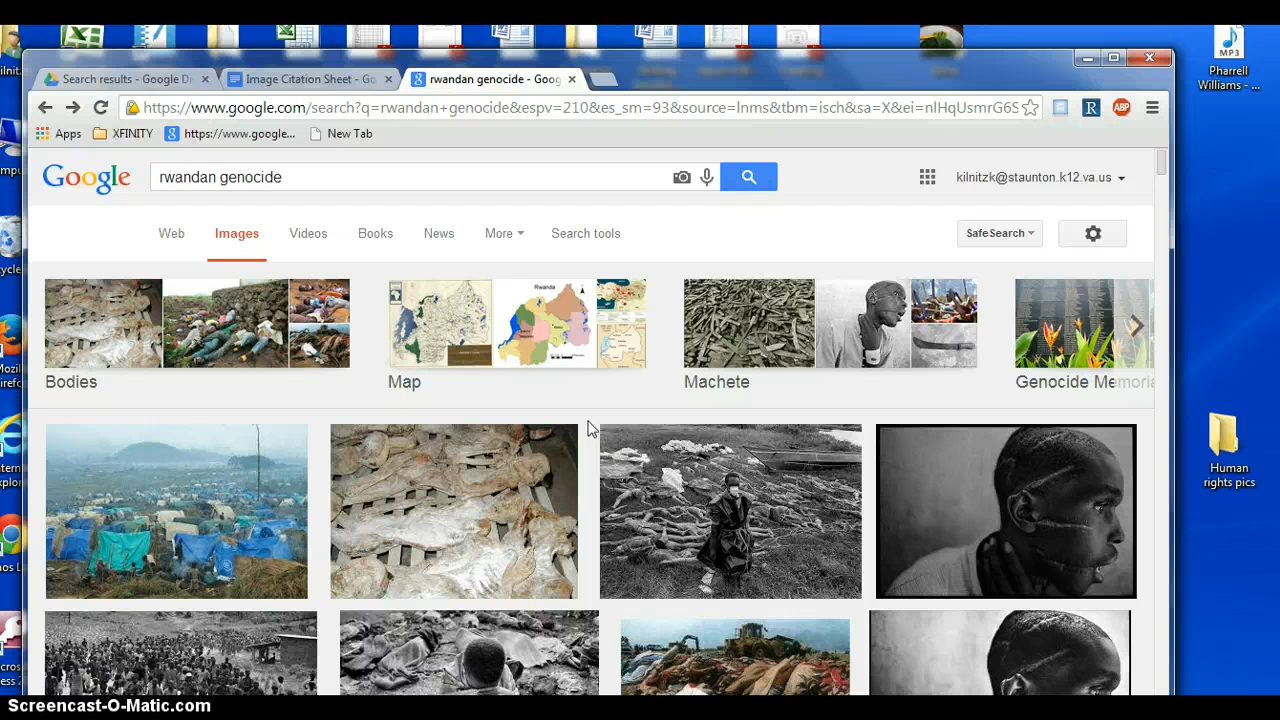 Search results - Google Dr
Image Citation Sheet - Go
rwandan genocide - Goog
https://www.google.com/search?q=rwandan+genocide&espv=210&es_sm=93&source=lnms&tbm=isch&sa=X&ei=nlHqUsmrG6S
R
ABP
Apps
XFINITY
https://www.google...
New Tab
Google
rwandan genocide
kilnitzk@staunton.k12.va.us
Web
Images
Videos
Books
News
More
Search tools
SafeSearch
Bodies
Map
Machete
Genocide Memoria
Rwanda
MP3
Pharrell
Williams - ...
Human
rights pics
Screencast-O-Matic.com